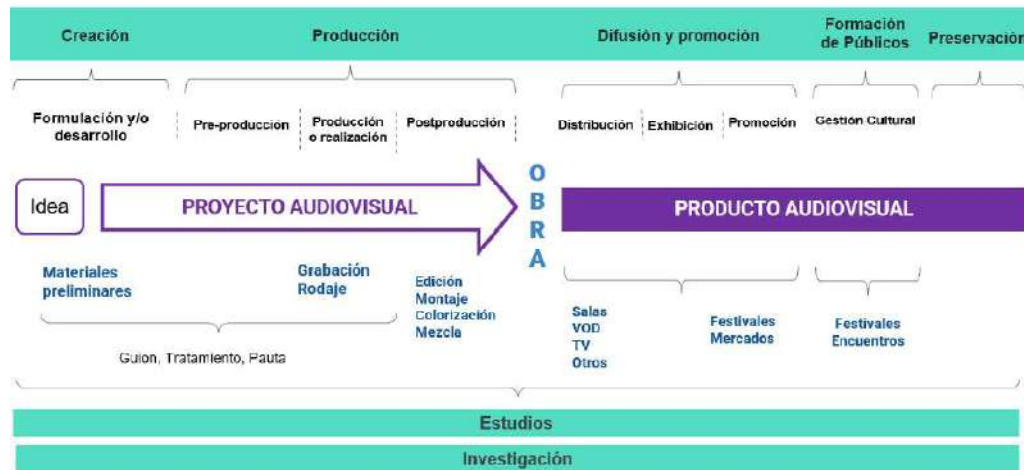 Creación
Producción
Difusión y promoción
Formación
de Públicos
Preservación
Formulación y/o
desarrollo
Pre-producción
Producción
o realización
Postproducción
Distribución
Exhibición
Promoción
Gestión Cultural
Idea
PROYECTO AUDIOVISUAL
OBRA
PRODUCTO AUDIOVISUAL
Materiales
preliminares
Grabación
Rodaje
Edición
Montaje
Colorización
Mezcla
Salas
VOD
TV
Otros
Festivales
Mercados
Festivales
Encuentros
Guion, Tratamiento, Pauta
Estudios
Investigación